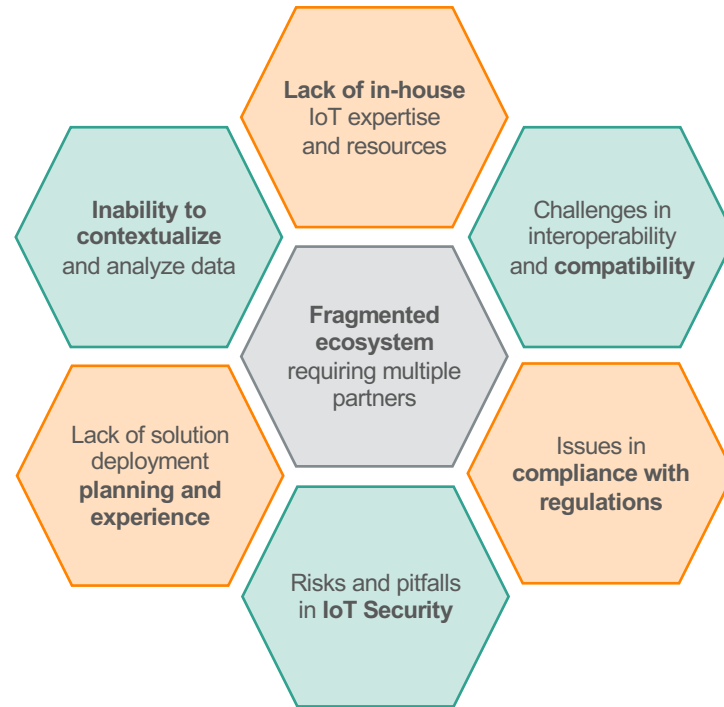 Lack of in-house
IoT expertise
and resources
Inability to
contextualize
and analyze data
Challenges in
interoperability
and compatibility
Fragmented
ecosystem
requiring multiple
partners
Lack of solution
deployment
planning and
experience
Issues in
compliance with
regulations
Risks and pitfalls
in IoT Security